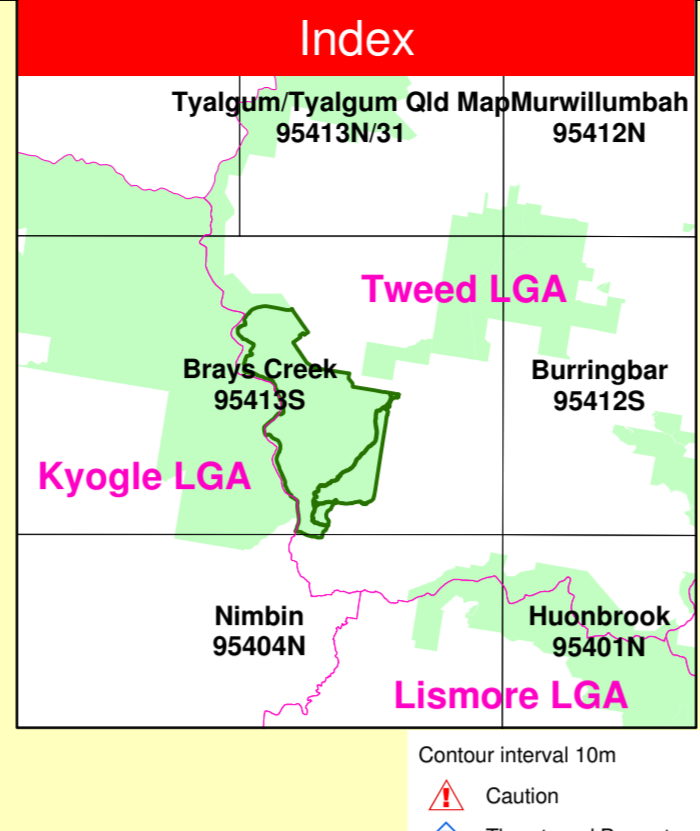 Index
Tyalgum/Tyalgum Qld Map
95413N/31
Murwillumbah
95412N
Tweed LGA
Brays Creek
95413S
Burringbar
95412S
Kyogle LGA
Nimbin
95404N
Huonbrook
95401N
Lismore LGA
Contour interval 10m
Caution